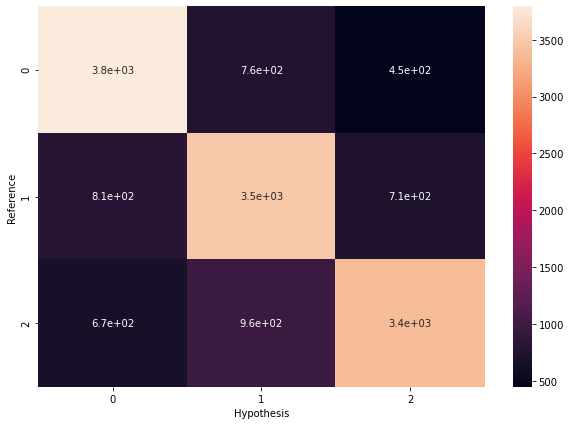 3.8e+03 7.6e+02 4.5e+02
0
8.1e+02 3.5e+03 7.1e+02
1
6.7e+02 9.6e+02 3.4e+03
2
Reference
0 1 2
Hypothesis
3500
3000
2500
2000
1500
1000
500